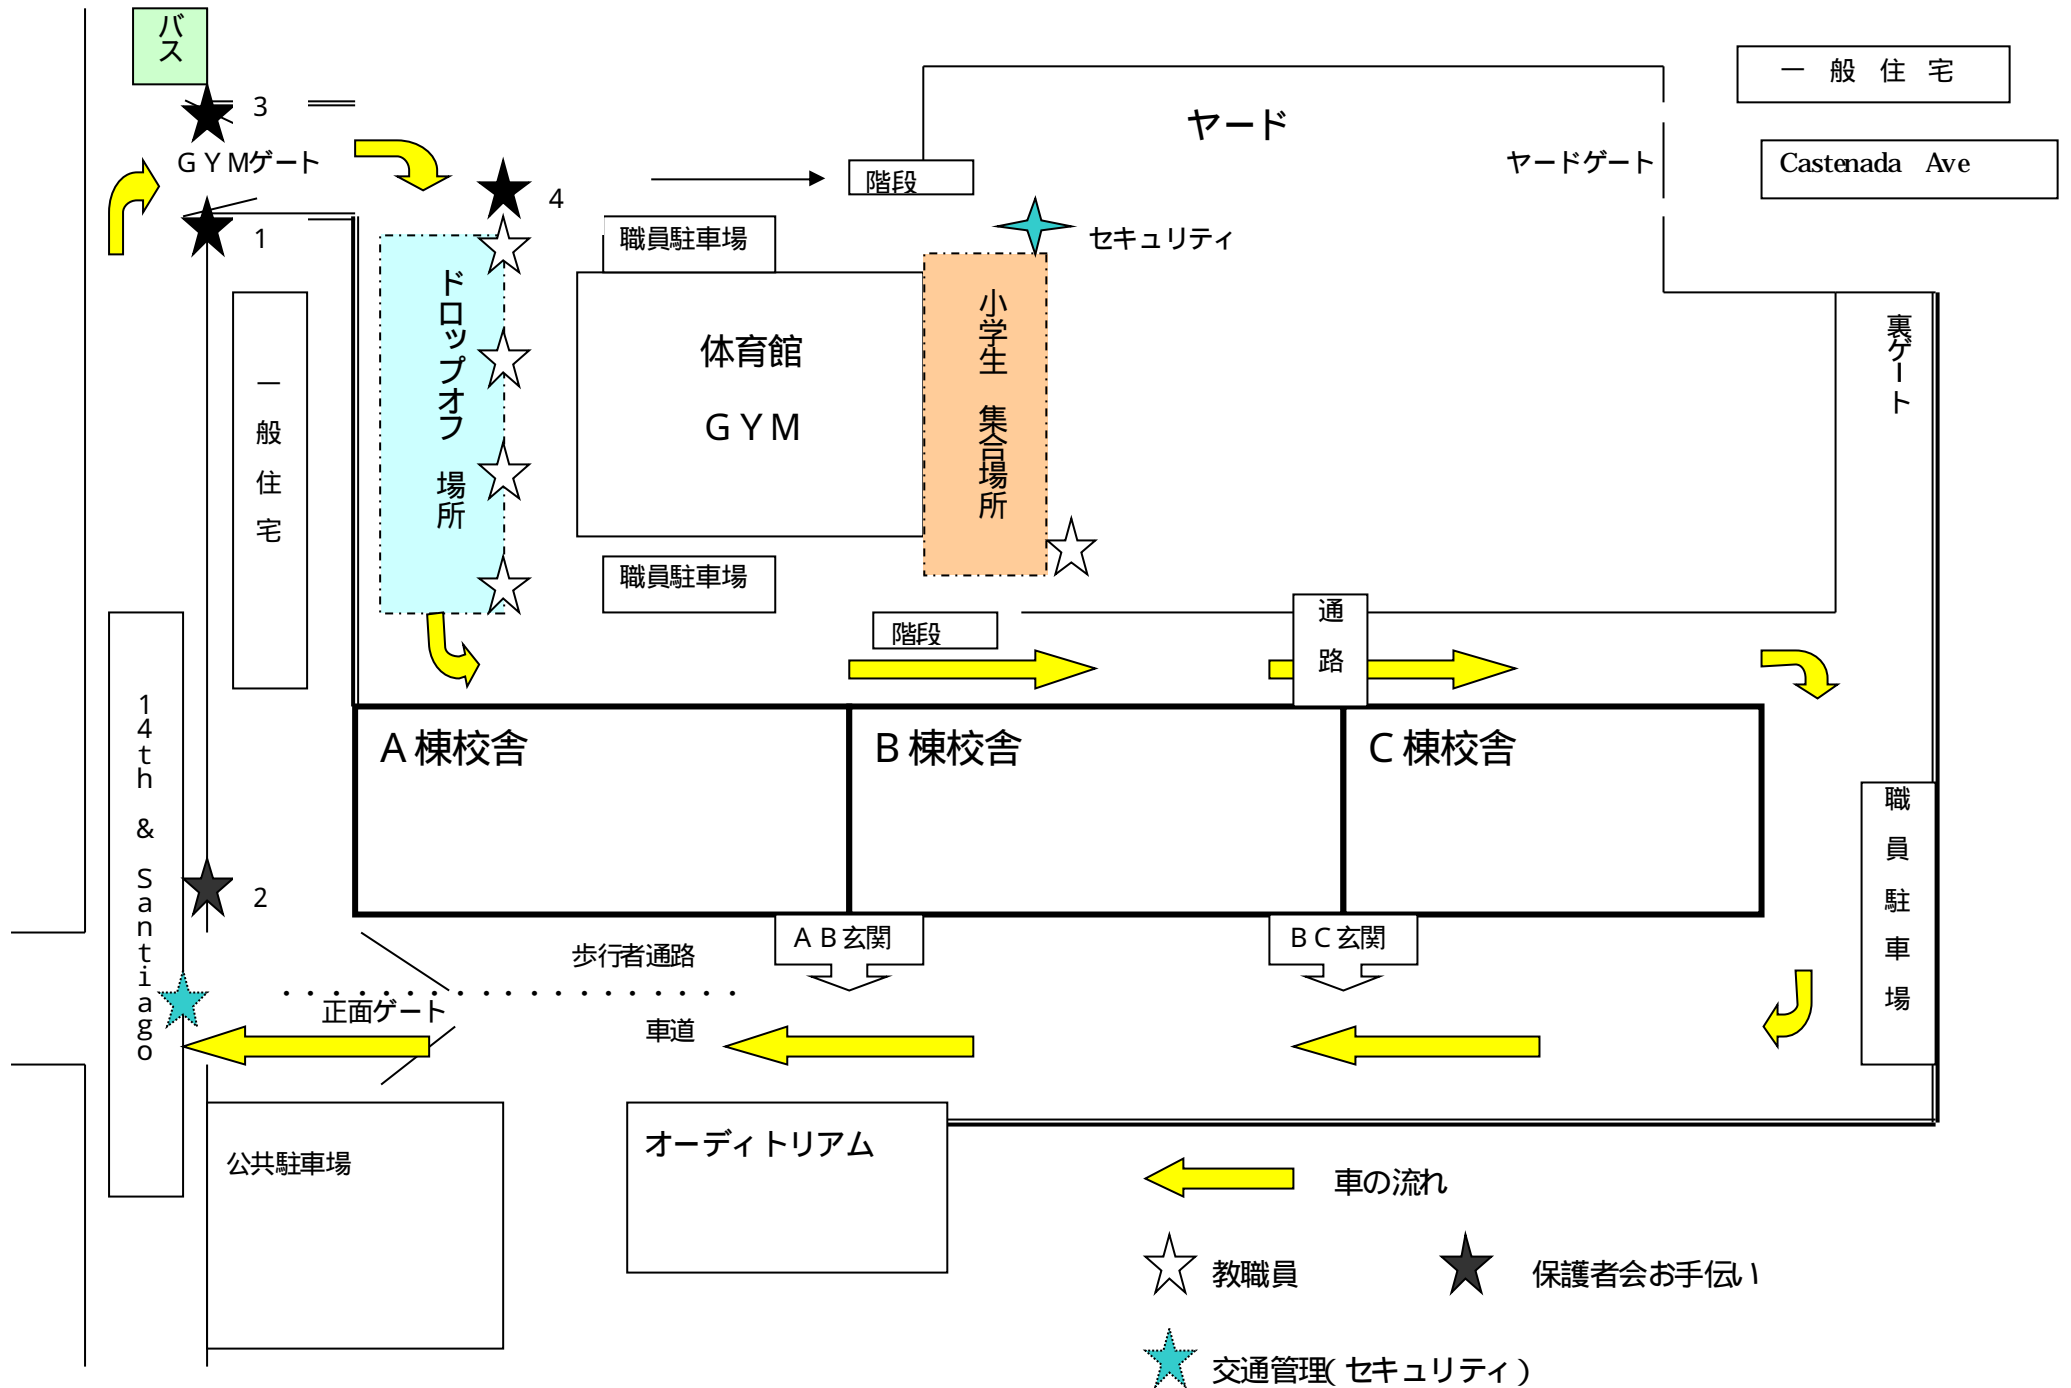 バス
一般住宅
3
ヤード
GYMゲート
ヤードゲート
Castenada Ave
階段
4
1
職員駐車場
セキュリティ
ドロップオフ 場所
小学生 集合場所
裏ゲート
体育館
GYM
一般住宅
職員駐車場
通路
階段
14th & Santiago
A棟校舎
B棟校舎
C棟校舎
職員駐車場
2
AB玄関
BC玄関
歩行者通路
正面ゲート
車道
公共駐車場
オーディトリアム
車の流れ
教職員
保護者会お手伝い
交通管理(セキュリティ)